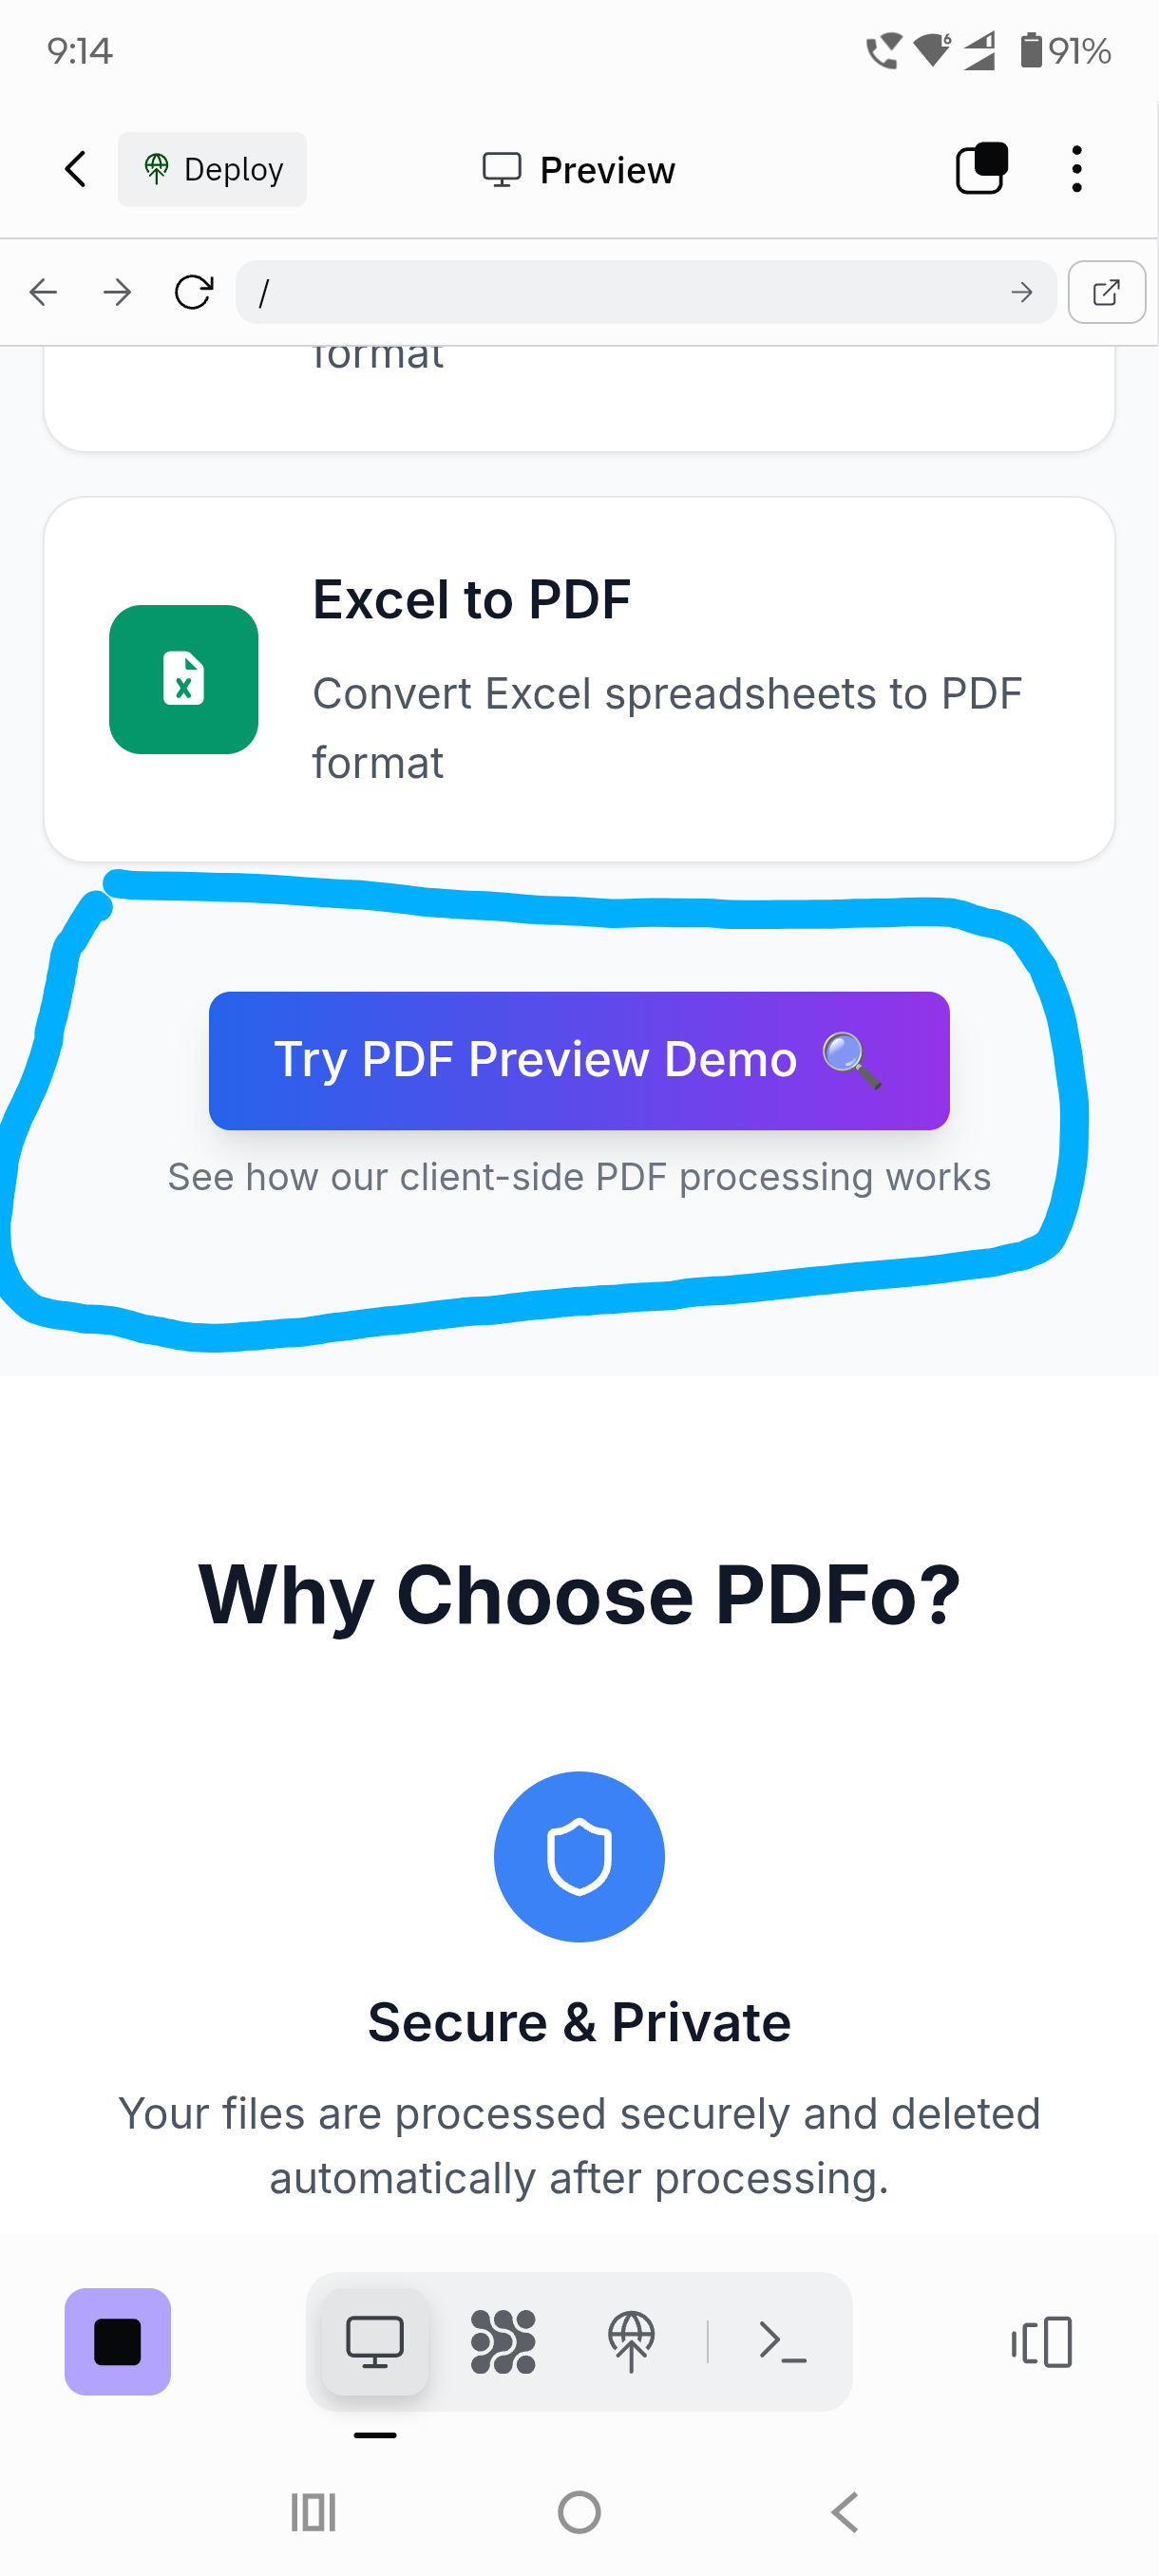 9:14
6
91%
Deploy
Preview
/
format
Excel to PDF
Convert Excel spreadsheets to PDF
format
Try PDF Preview Demo 🔍
See how our client-side PDF processing works
Why Choose PDFo?
Secure & Private
Your files are processed securely and deleted
automatically after processing.